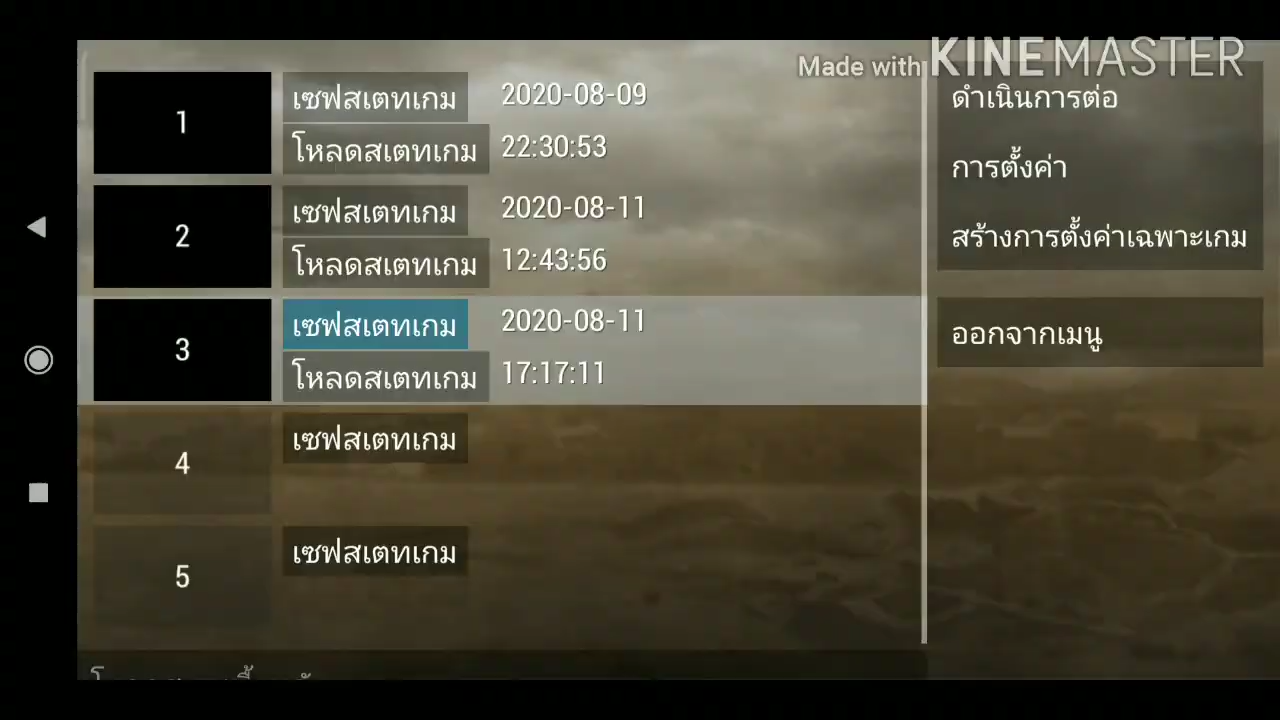 Made with KINEMASTER
1
เซฟสเตทเกม
2020-08-09
โหลดสเตทเกม
22:30:53
2
เซฟสเตทเกม
2020-08-11
โหลดสเตทเกม
12:43:56
3
เซฟสเตทเกม
2020-08-11
โหลดสเตทเกม
17:17:11
4
เซฟสเตทเกม
5
เซฟสเตทเกม
ดำเนินการต่อ
การตั้งค่า
สร้างการตั้งค่าเฉพาะเกม
ออกจากเมนู